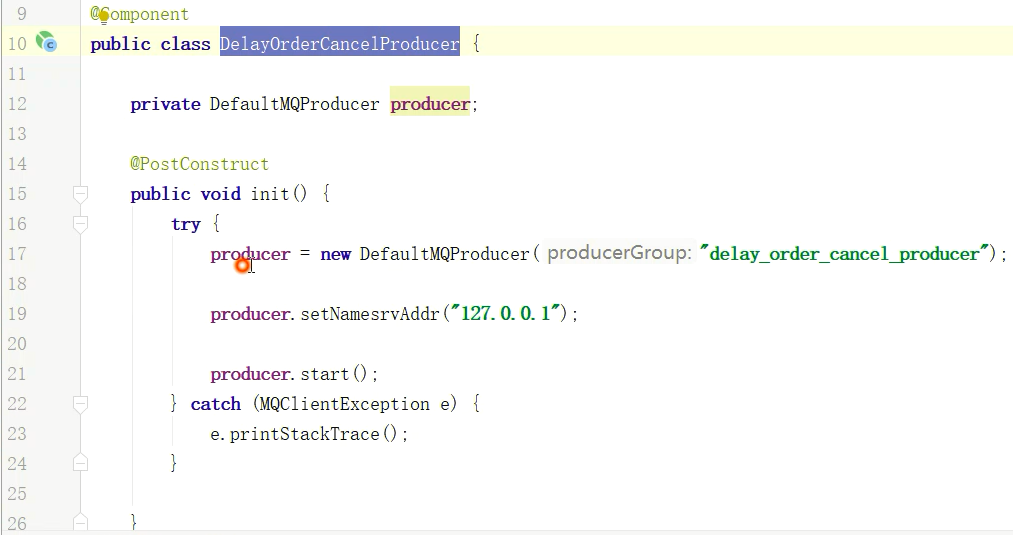 9 @Component
10 public class DelayOrderCancelProducer {
11
12 private DefaultMQProducer producer;
13
14 @PostConstruct
15 public void init() {
16 try {
17 producer = new DefaultMQProducer( producerGroup: "delay_order_cancel_producer");
18
19 producer.setNamesrvAddr("127.0.0.1");
20
21 producer.start();
22 } catch (MQClientException e) {
23 e.printStackTrace();
24 }
25
26 }